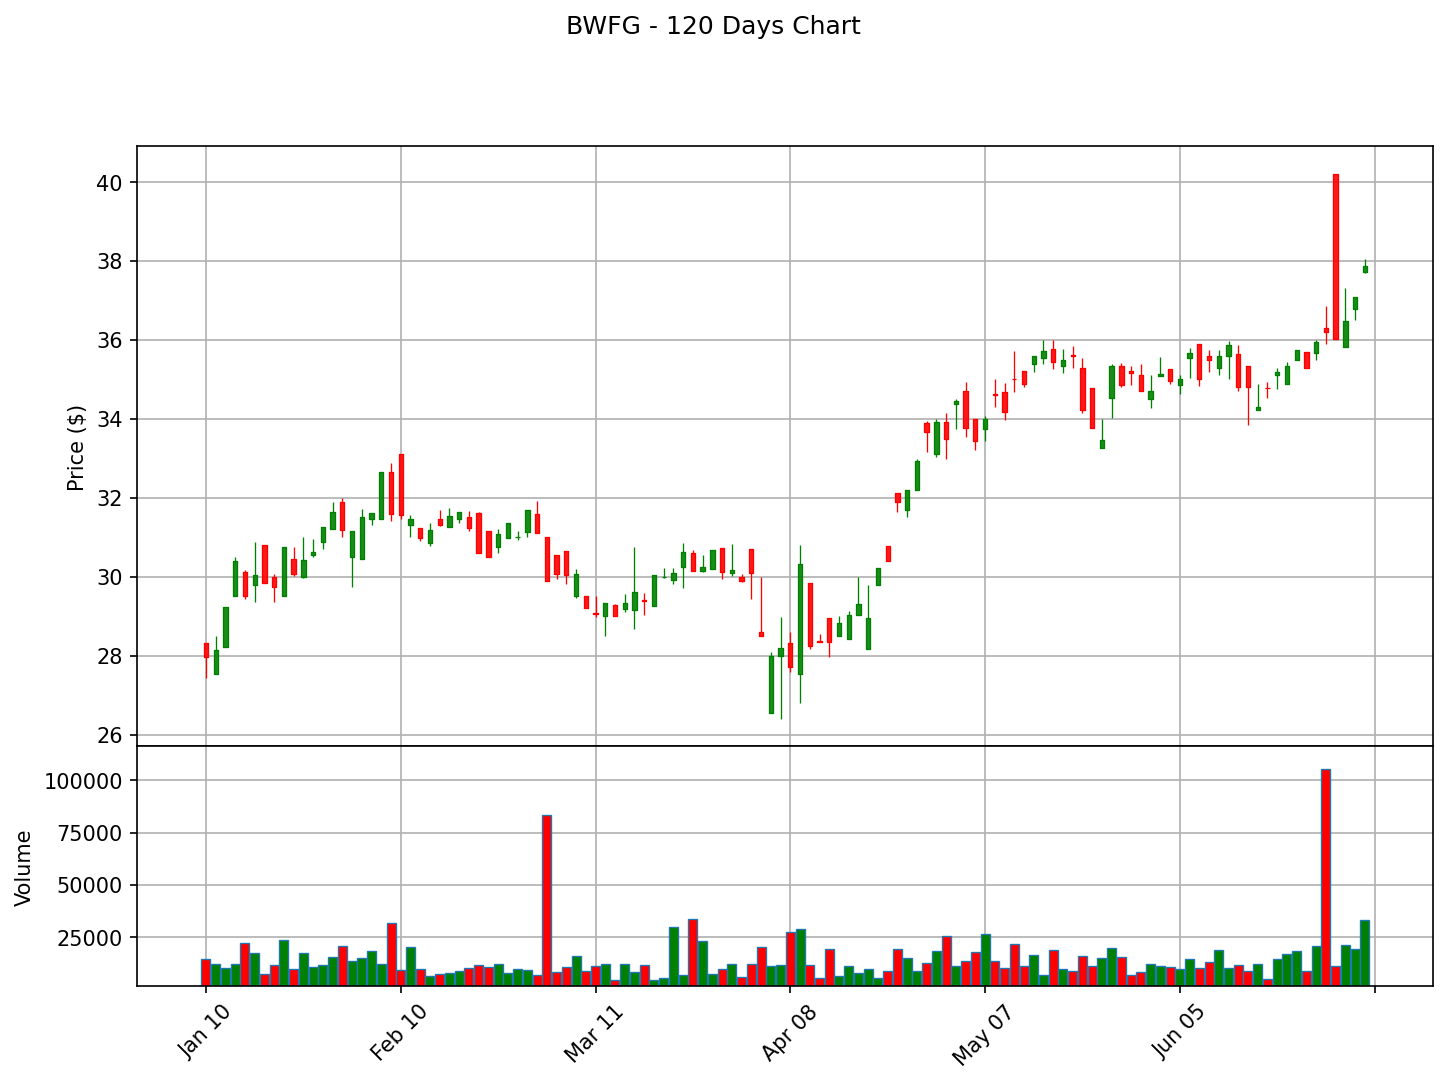 BWFG - 120 Days Chart
40
38
36
34
32
30
28
26
Price ($)
100000
75000
50000
25000
Volume
Jan 10
Feb 10
Mar 11
Apr 08
May 07
Jun 05